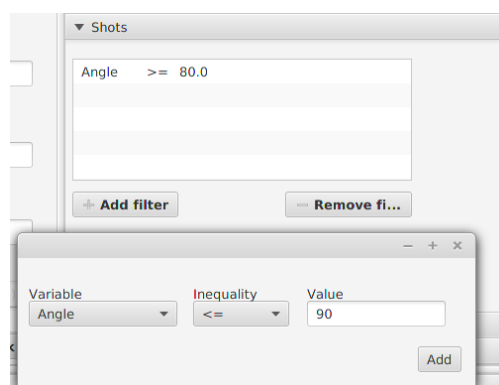 Shots
Angle >= 80.0
Add filter
Remove fi...
Variable
Inequality
Value
Angle
<=
90
Add